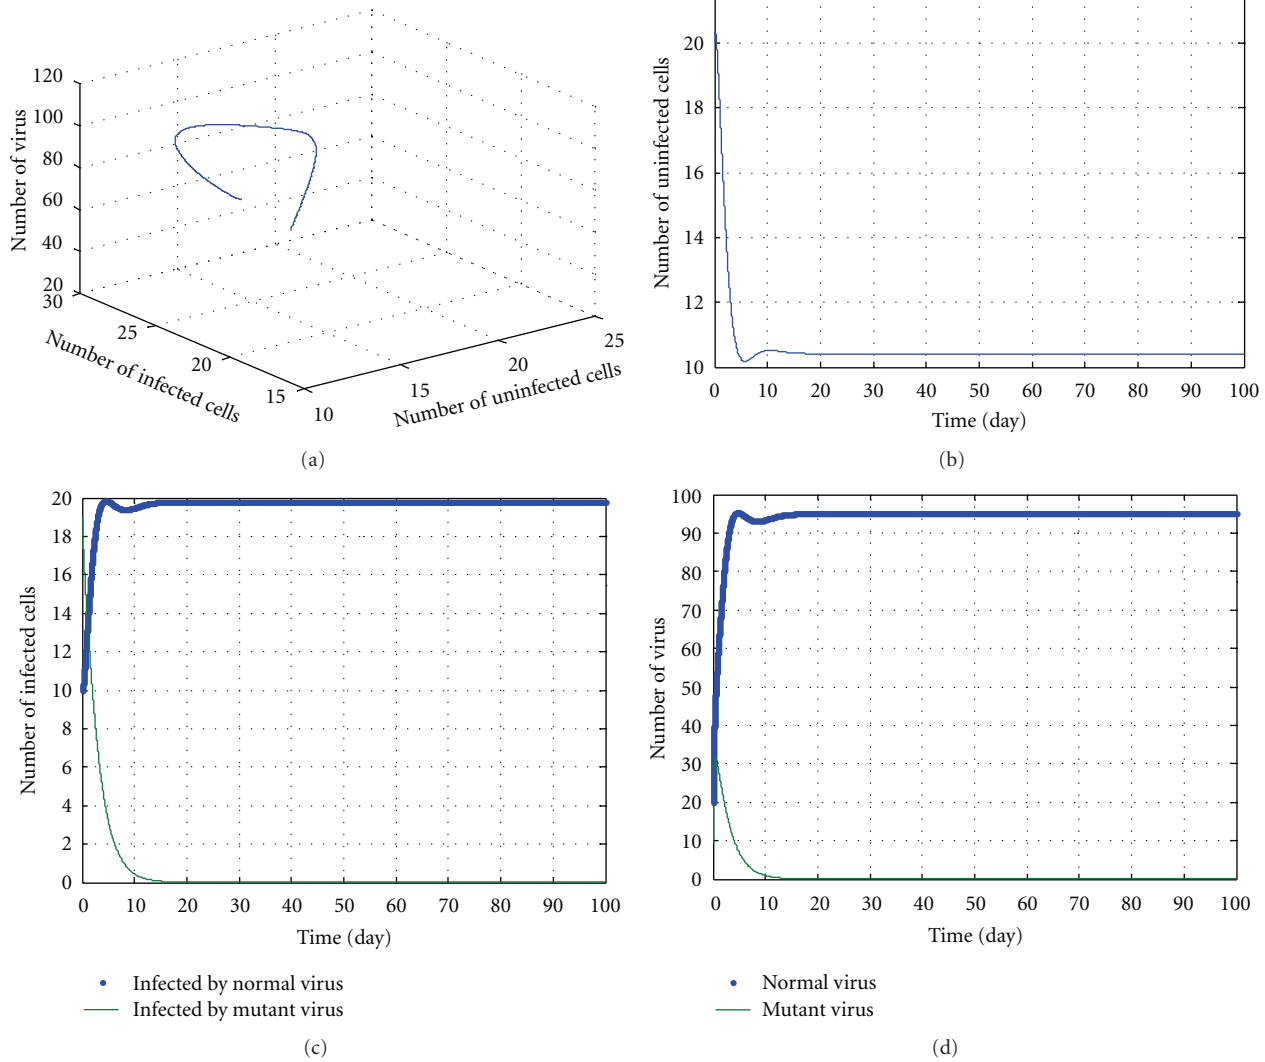 120
100
80
60
40
20
30
25
20
15
10
15
20
25
Number of virus
Number of infected cells
Number of uninfected cells
(a)
20
18
16
14
12
10
0 10 20 30 40 50 60 70 80 90 100
Number of uninfected cells
Time (day)
(b)
20
18
16
14
12
10
8
6
4
2
0
0 10 20 30 40 50 60 70 80 90 100
Number of infected cells
Time (day)
Infected by normal virus
Infected by mutant virus
(c)
100
90
80
70
60
50
40
30
20
10
0
0 10 20 30 40 50 60 70 80 90 100
Number of virus
Time (day)
Normal virus
Mutant virus
(d)